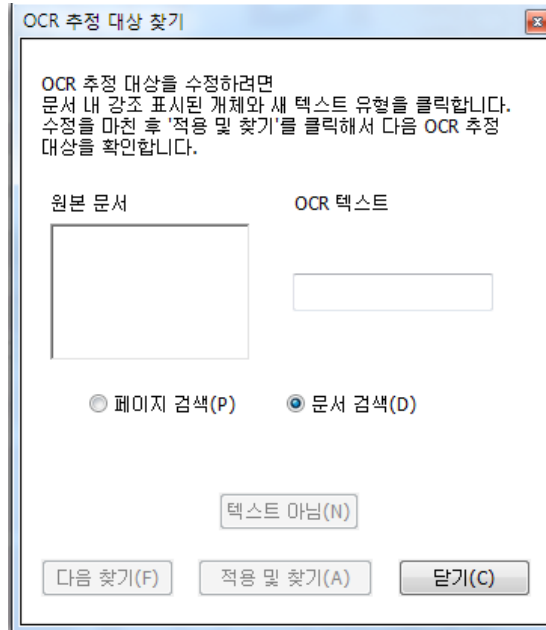 OCR 추정 대상 찾기
OCR 추정 대상을 수정하려면
문서 내 강조 표시된 개체와 새 텍스트 유형을 클릭합니다.
수정을 마친 후 '적용 및 찾기'를 클릭해서 다음 OCR 추정
대상을 확인합니다.
원본 문서 OCR 텍스트
페이지 검색(P) 문서 검색(D)
텍스트 아님(N)
다음 찾기(F) 적용 및 찾기(A) 닫기(C)